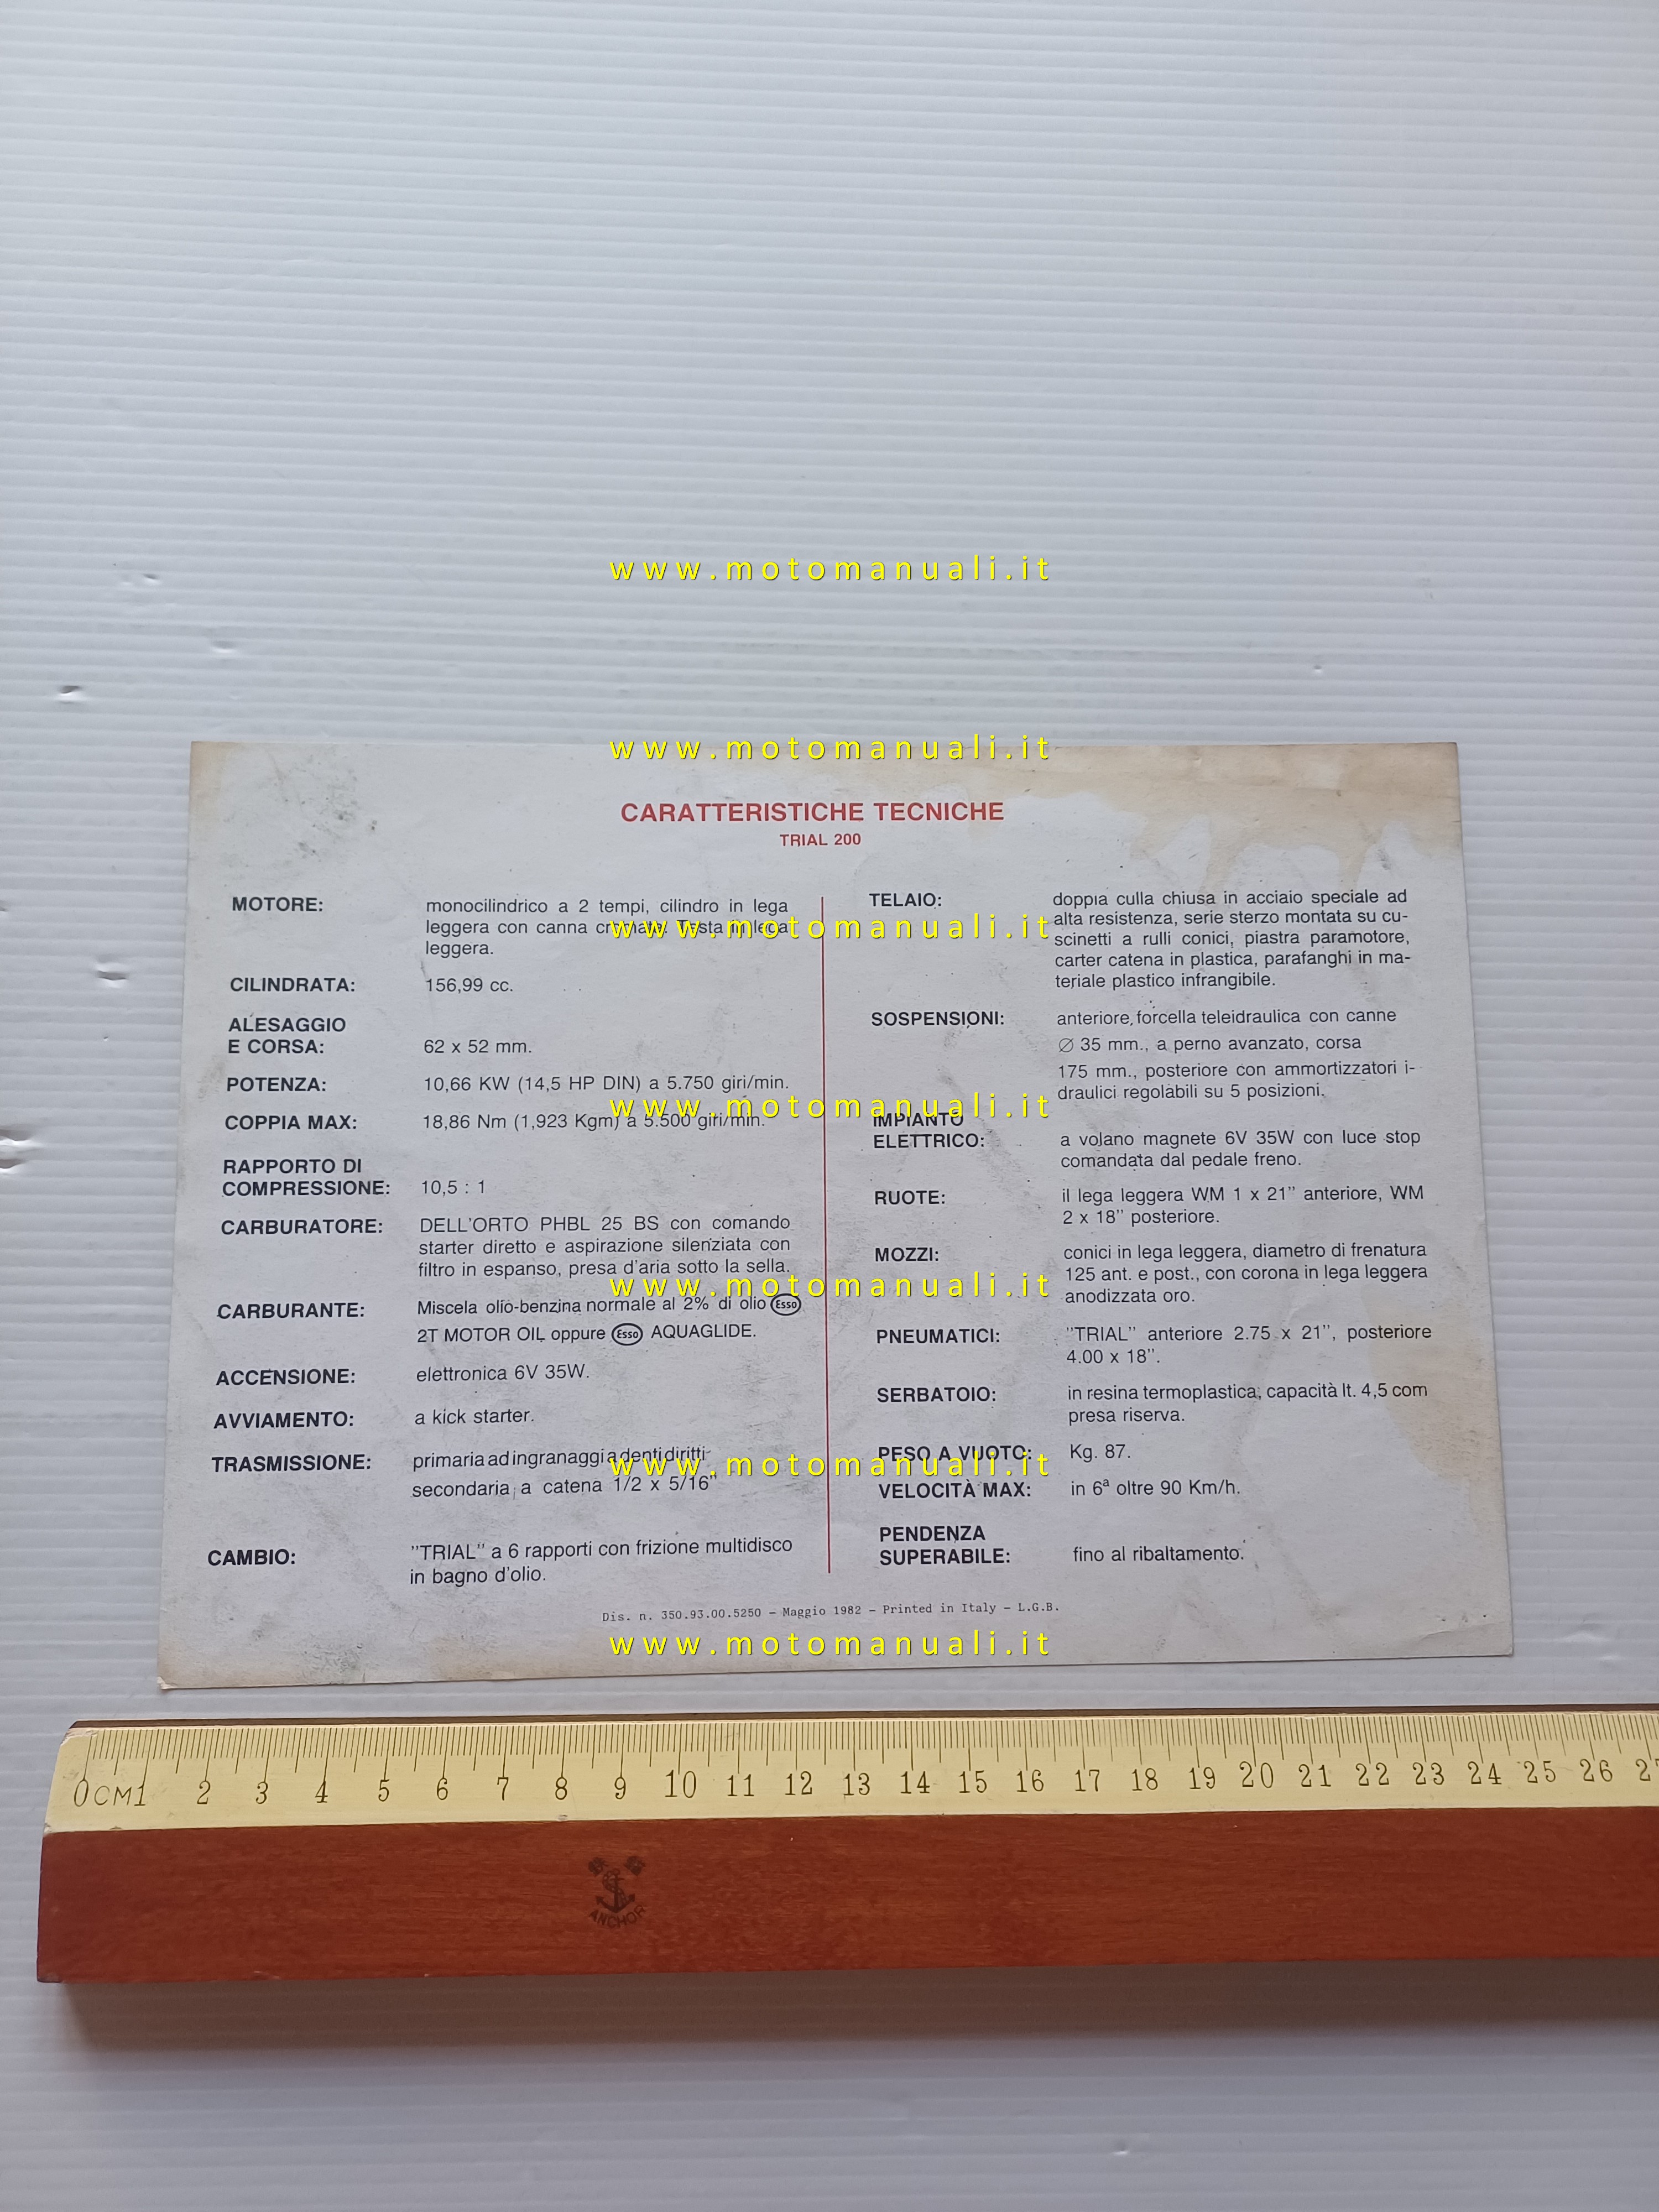 www.motomanuali.it
www.motomanuali.it
CARATTERISTICHE TECNICHE
TRIAL 200
MOTORE: monocilindrico a 2 tempi, cilindro in lega
leggera con canna cromata. Testa in lega
leggera.
CILINDRATA: 156,99 cc.
ALESAGGIO
E CORSA: 62 x 52 mm.
POTENZA: 10,66 KW (14,5 HP DIN) a 5.750 giri/min.
COPPIA MAX: 18,86 Nm (1,923 Kgm) a 5.500 giri/min.
RAPPORTO DI
COMPRESSIONE: 10,5 : 1
CARBURATORE: DELL'ORTO PHBL 25 BS con comando
starter diretto e aspirazione silenziata con
filtro in espanso, presa d'aria sotto la sella.
CARBURANTE: Miscela olio-benzina normale al 2% di olio Esso
2T MOTOR OIL oppure Esso AQUAGLIDE.
ACCENSIONE: elettronica 6V 35W.
AVVIAMENTO: a kick starter.
TRASMISSIONE: primaria ad ingranaggi a denti diritti
secondaria a catena 1/2 x 5/16"
CAMBIO: "TRIAL" a 6 rapporti con frizione multidisco
in bagno d'olio.
TELAIO: doppia culla chiusa in acciaio speciale ad
alta resistenza, serie sterzo montata su cu-
scinetti a rulli conici, piastra paramotore,
carter catena in plastica, parafanghi in ma-
teriale plastico infrangibile.
SOSPENSIONI: anteriore, forcella teleidraulica con canne
∅ 35 mm., a perno avanzato, corsa
175 mm., posteriore con ammortizzatori i-
draulici regolabili su 5 posizioni.
IMPIANTO
ELETTRICO: a volano magnete 6V 35W con luce stop
comandata dal pedale freno.
RUOTE: il lega leggera WM 1 x 21" anteriore, WM
2 x 18" posteriore.
MOZZI: conici in lega leggera, diametro di frenatura
125 ant. e post., con corona in lega leggera
anodizzata oro.
PNEUMATICI: "TRIAL" anteriore 2.75 x 21", posteriore
4.00 x 18".
SERBATOIO: in resina termoplastica, capacità lt. 4,5 com
presa riserva.
PESO A VUOTO: Kg. 87.
VELOCITÀ MAX: in 6ª oltre 90 Km/h.
PENDENZA
SUPERABILE: fino al ribaltamento.
Dis. n. 350.93.00.5250 – Maggio 1982 – Printed in Italy – L.G.B.
www.motomanuali.it
www.motomanuali.it
www.motomanuali.it
www.motomanuali.it
www.motomanuali.it
0CM1 2 3 4 5 6 7 8 9 10 11 12 13 14 15 16 17 18 19 20 21 22 23 24 25 26
ANCHOR